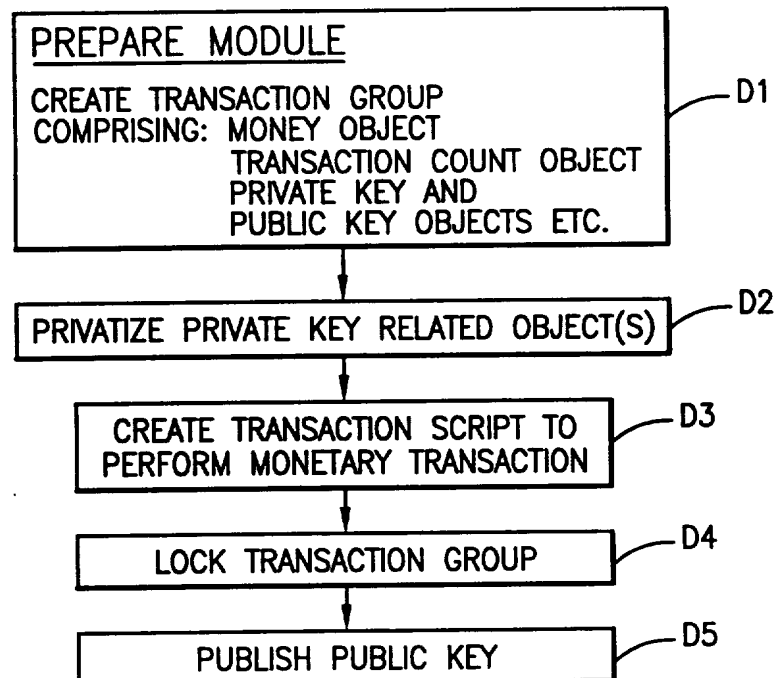 PREPARE MODULE
CREATE TRANSACTION GROUP
COMPRISING: MONEY OBJECT
TRANSACTION COUNT OBJECT
PRIVATE KEY AND
PUBLIC KEY OBJECTS ETC.
D1
PRIVATIZE PRIVATE KEY RELATED OBJECT(S)
D2
CREATE TRANSACTION SCRIPT TO
PERFORM MONETARY TRANSACTION
D3
LOCK TRANSACTION GROUP
D4
PUBLISH PUBLIC KEY
D5